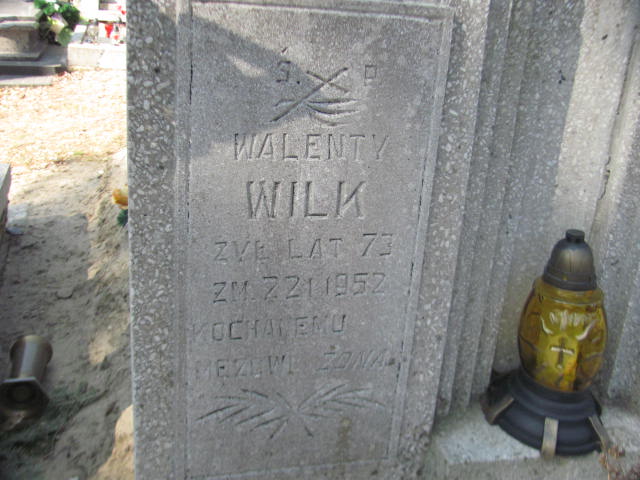 Ś. P
WALENTY
WILK
ŻYŁ LAT 73
ZM. 22 I 1952
KOCHANEMU
MĘŻOWI ŻONA